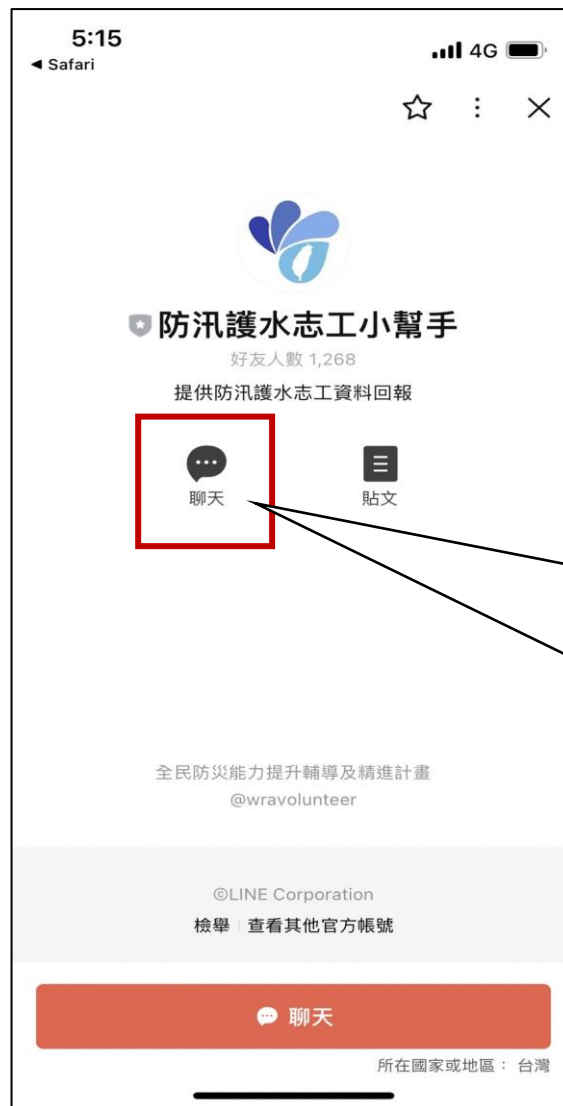 5:15
4G
◀ Safari
防汛護水志工小幫手
好友人數 1,268
提供防汛護水志工資料回報
聊天
貼文
全民防災能力提升輔導及精進計畫
@wravolunteer
©LINE Corporation
檢舉 | 查看其他官方帳號
聊天
所在國家或地區： 台灣